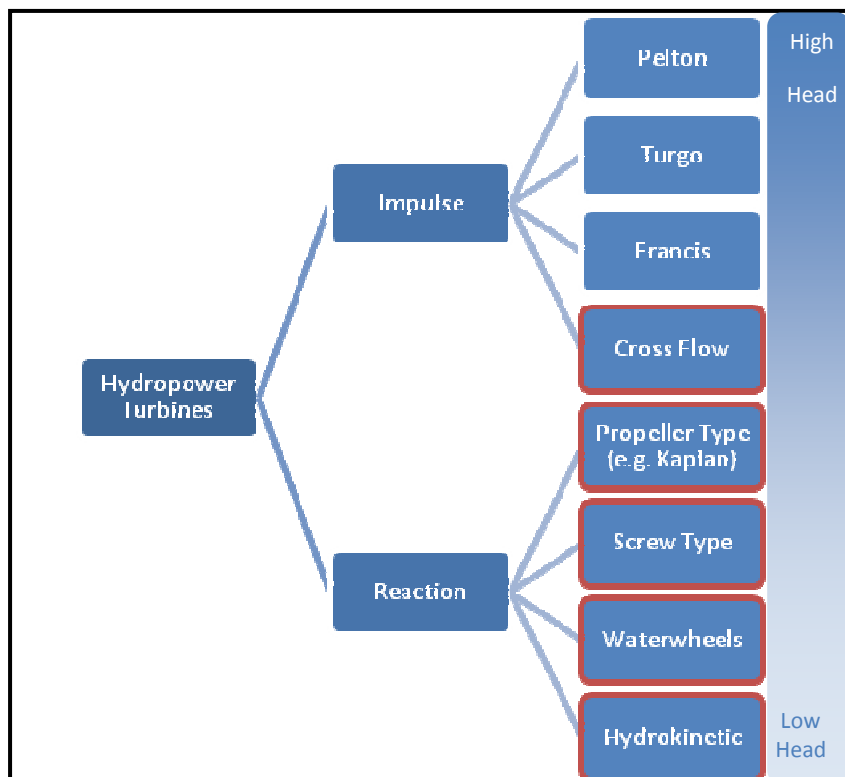 Pelton
High
Head
Turgo
Impulse
Francis
Cross Flow
Hydropower
Turbines
Propeller Type
(e.g. Kaplan)
Screw Type
Reaction
Waterwheels
Hydrokinetic
Low
Head